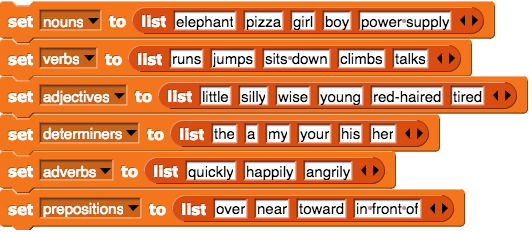 set nouns to list elephant pizza girl boy power supply
set verbs to list runs jumps sits down climbs talks
set adjectives to list little silly wise young red-haired tired
set determiners to list the a my your his her
set adverbs to list quickly happily angrily
set prepositions to list over near toward in front of